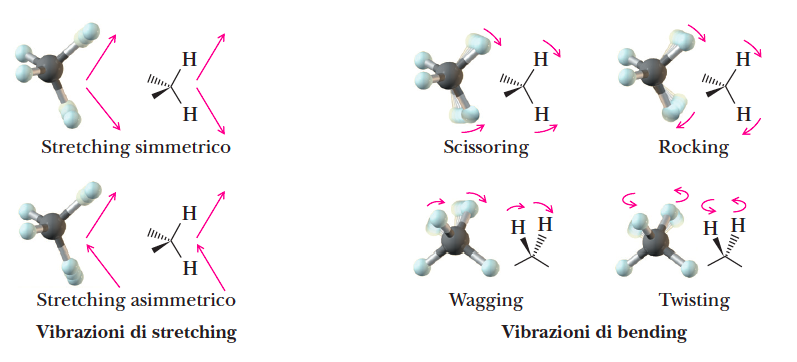 H
H
Stretching simmetrico
H
H
Scissoring
H
H
Rocking
H
H
Stretching asimmetrico
H H
Wagging
H H
Twisting
Vibrazioni di stretching
Vibrazioni di bending